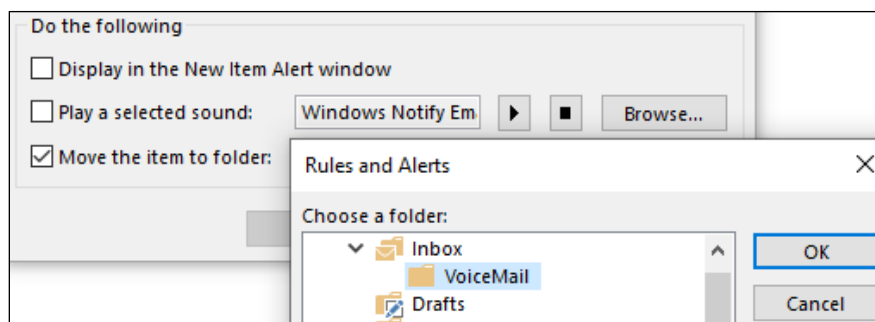 Do the following
Display in the New Item Alert window
Play a selected sound:
Windows Notify Em
Browse...
Move the item to folder:
Rules and Alerts
Choose a folder:
Inbox
OK
VoiceMail
Drafts
Cancel